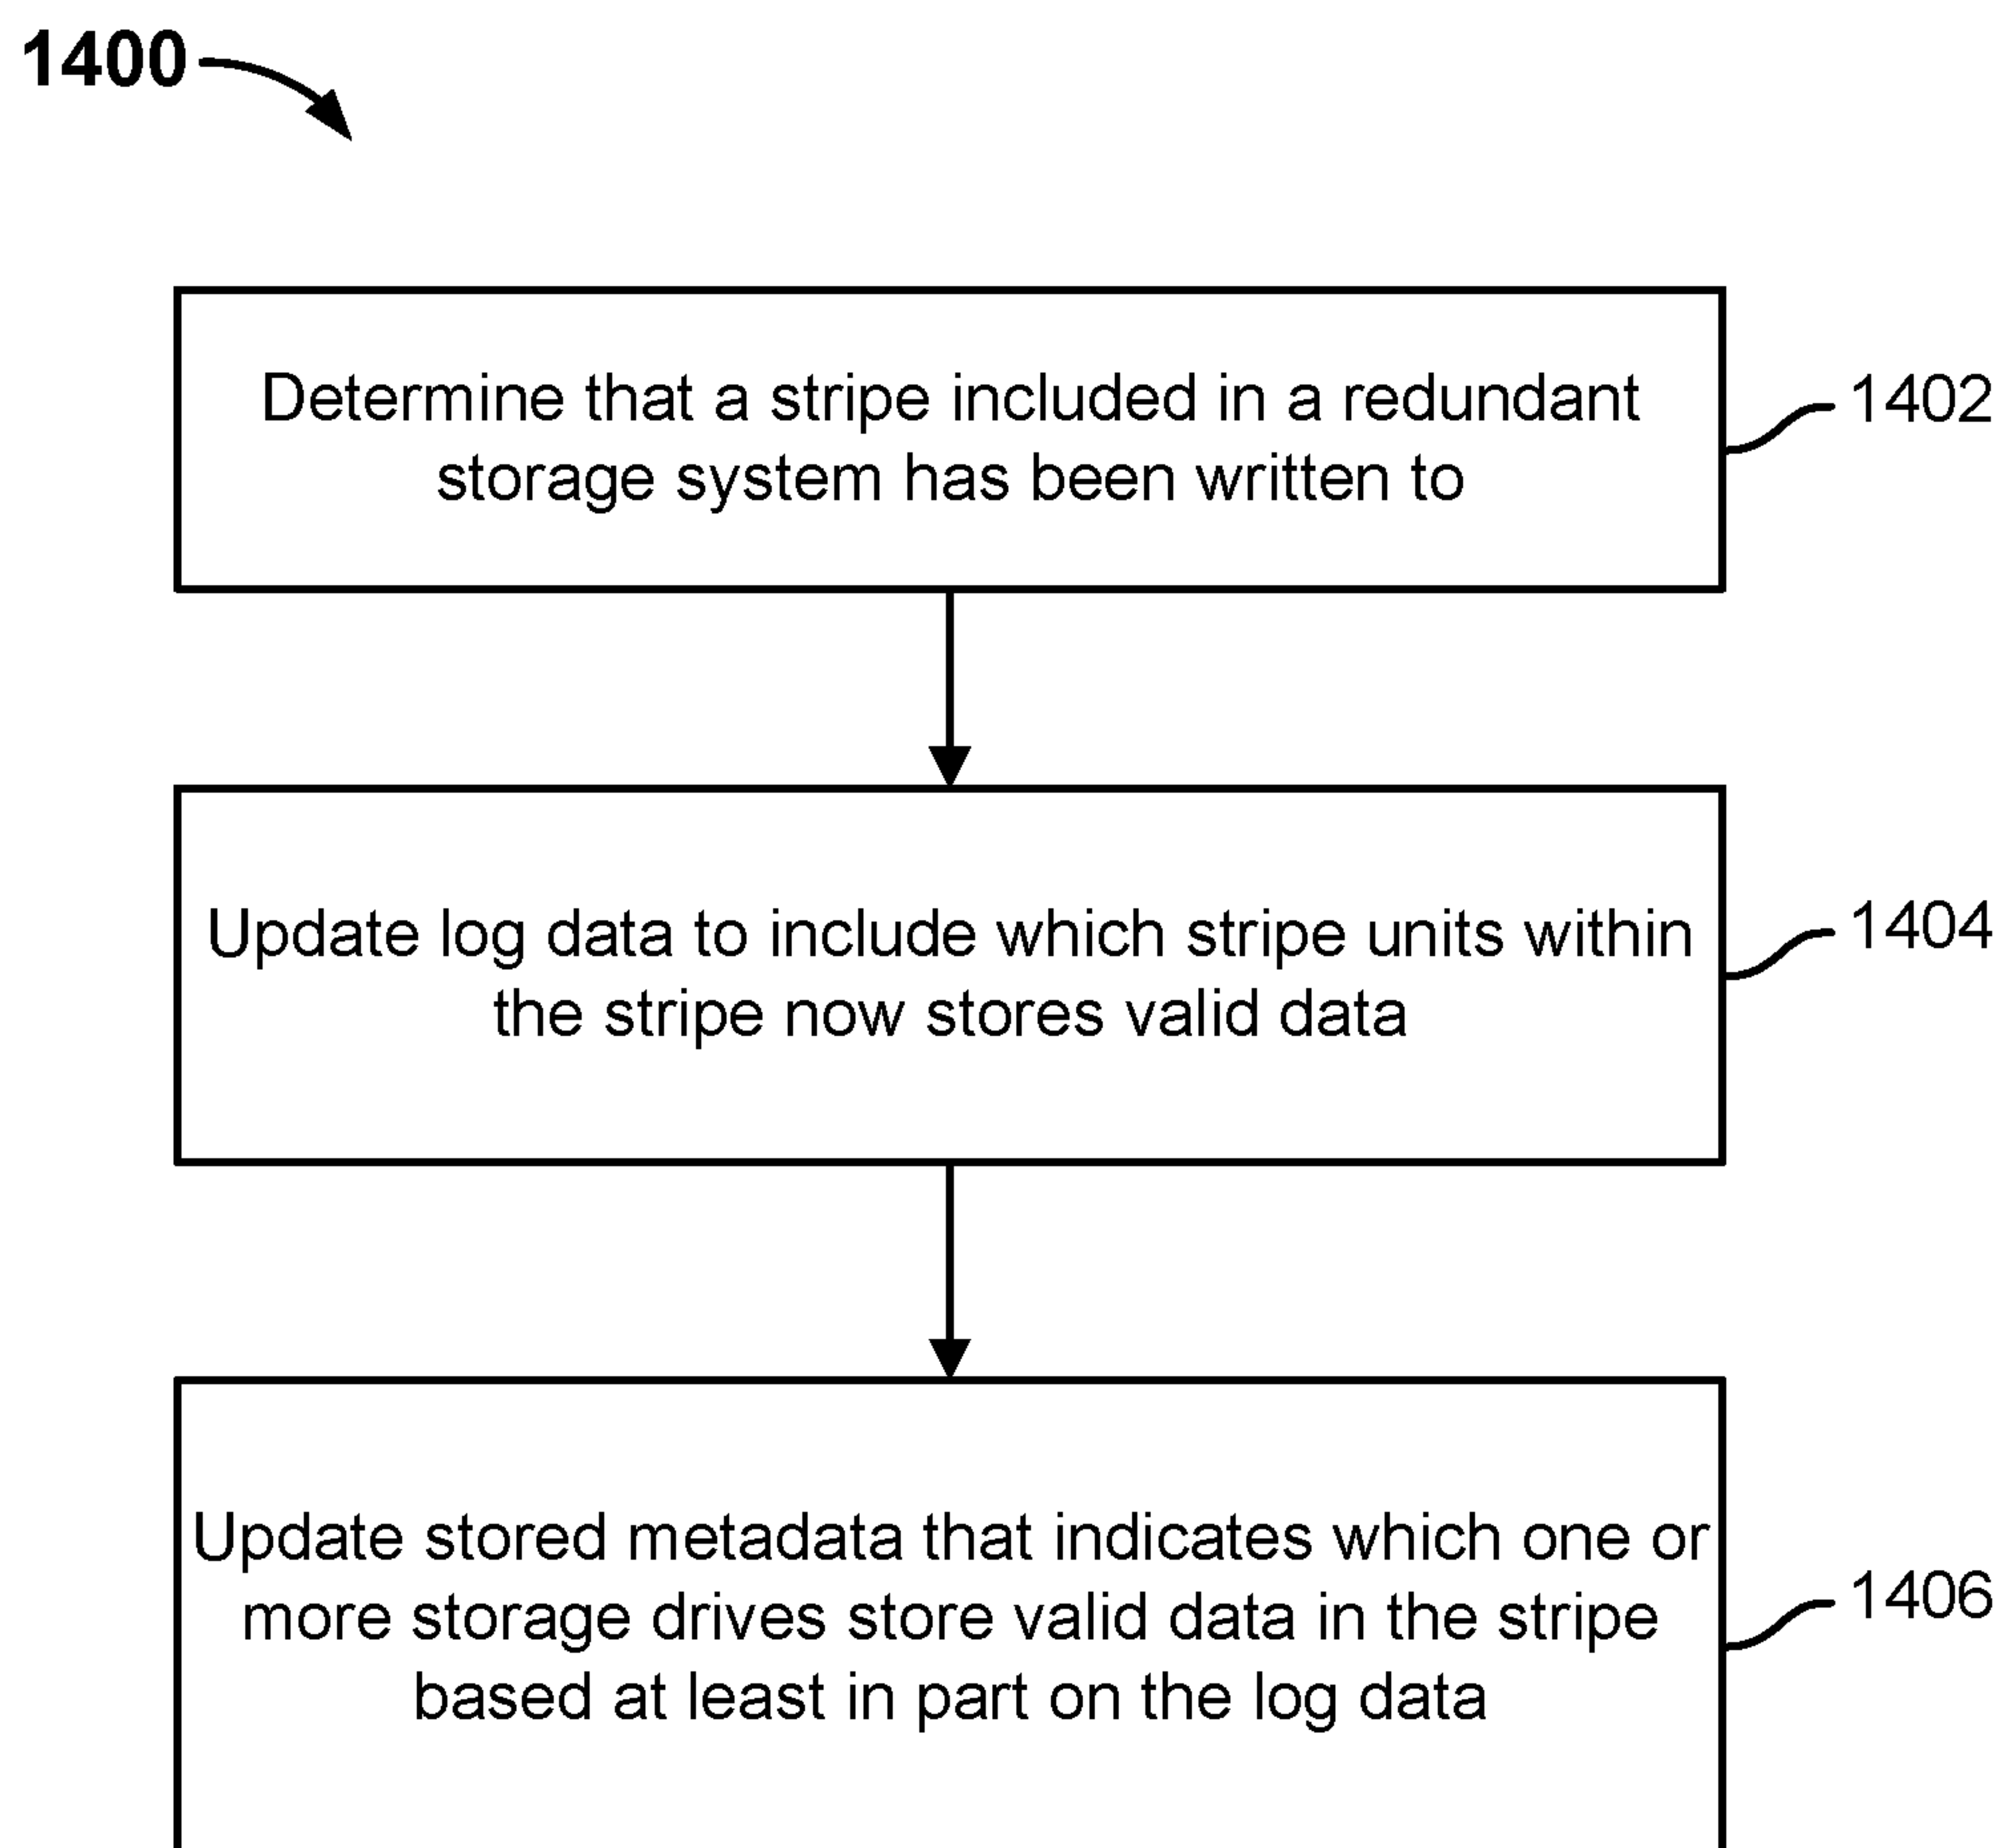 1400
Determine that a stripe included in a redundant
storage system has been written to
1402
Update log data to include which stripe units within
the stripe now stores valid data
1404
Update stored metadata that indicates which one or
more storage drives store valid data in the stripe
based at least in part on the log data
1406